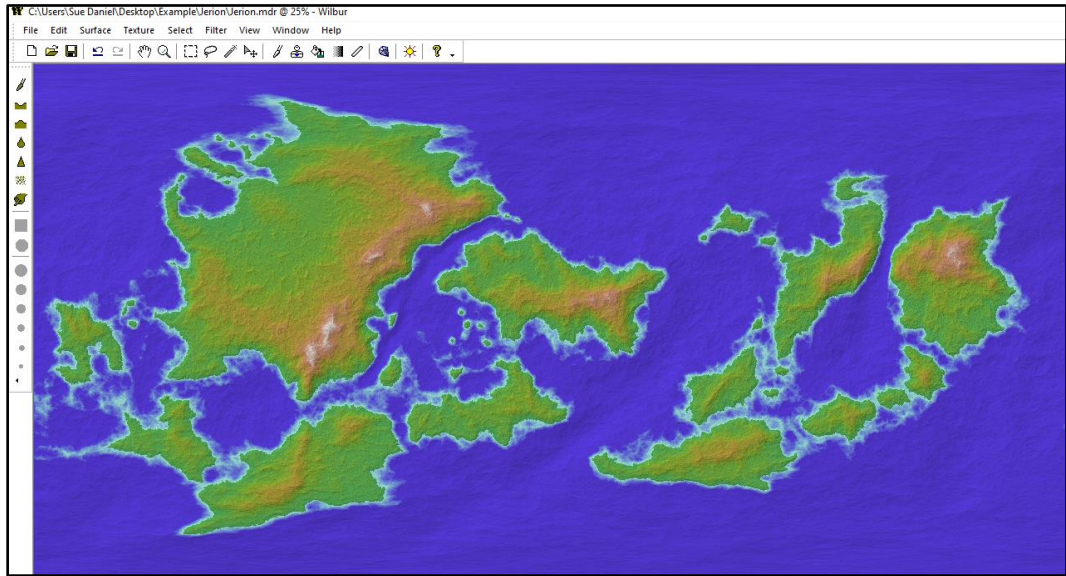 C:\Users\Sue Daniel\Desktop\Example\Jerion\Jerion.mdr @ 25% - Wilbur
File Edit Surface Texture Select Filter View Window Help